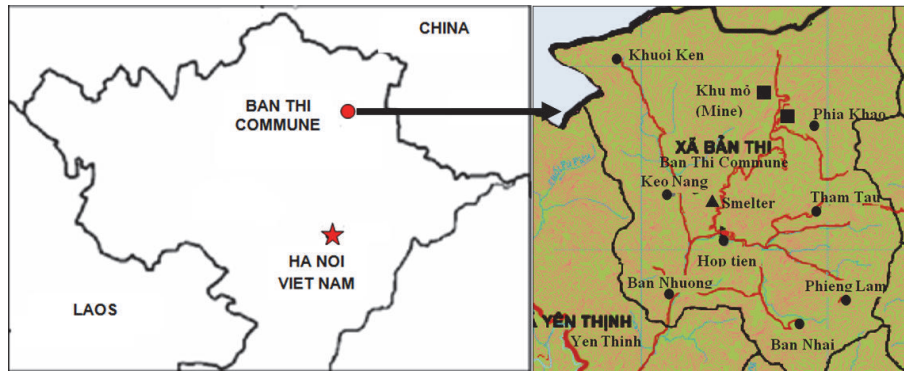 CHINA
BAN THI
COMMUNE
HA NOI
VIET NAM
LAOS
Khuoi Ken
Khu mỏ
(Mine)
Phia Khao
XÃ BẢN THI
Ban Thi Commune
Keo Nang
Smelter
Tham Tau
Hop tien
Ban Nhuong
Phieng Lam
YÊN THỊNH
Yen Thinh
Ban Nhai